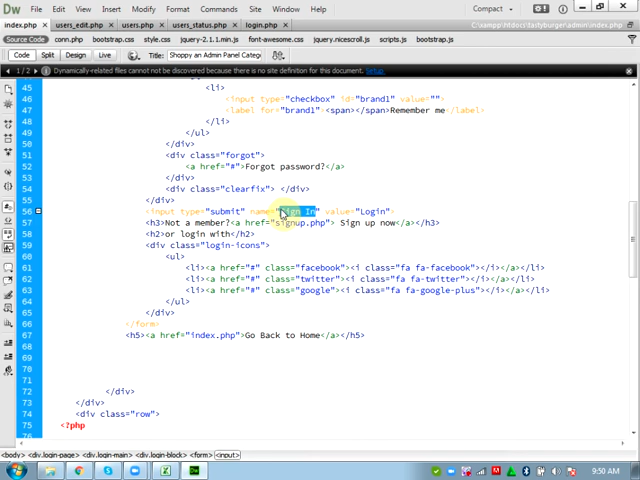 Dw File Edit View Insert Modify Format Commands Site Window Help Compact
index.php × users_edit.php × users.php × users_status.php × login.php × C:\xampp\htdocs\tastyburger\admin\index.php
Source Code conn.php bootstrap.css style.css jquery-2.1.1.min.js font-awesome.css jquery.nicescroll.js scripts.js bootstrap.js
Code Split Design Live Title: Shoppy an Admin Panel Categ
1 / 2 Dynamically-related files cannot be discovered because there is no site definition for this document. Setup
45 <li>
46 <input type="checkbox" id="brand1" value="">
47 <label for="brand1"><span></span>Remember me</label>
48 </li>
49 </ul>
50 </div>
51 <div class="forgot">
52 <a href="#">Forgot password?</a>
53 </div>
54 <div class="clearfix"> </div>
55 </div>
56 <input type="submit" name="Sign In" value="Login">
57 <h3>Not a member?<a href="signup.php"> Sign up now</a></h3>
58 <h2>or login with</h2>
59 <div class="login-icons">
60 <ul>
61 <li><a href="#" class="facebook"><i class="fa fa-facebook"></i></a></li>
62 <li><a href="#" class="twitter"><i class="fa fa-twitter"></i></a></li>
63 <li><a href="#" class="google"><i class="fa fa-google-plus"></i></a></li>
64 </ul>
65 </div>
66 </form>
67 <h5><a href="index.php">Go Back to Home</a></h5>
68
69
70
71
72 </div>
73 </div>
74 <div class="row">
75 <?php
<body> <div.login-page> <div.login-main> <div.login-block> <form> <input>
9:50 AM